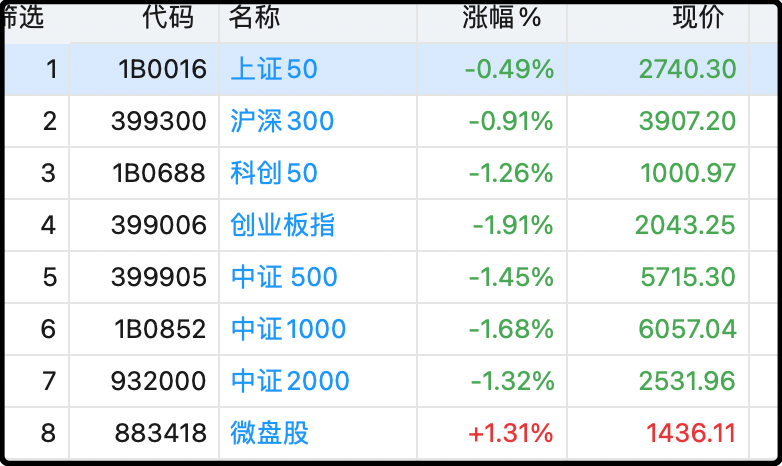 筛选 代码 名称 涨幅% 现价
1 1B0016 上证50 -0.49% 2740.30
2 399300 沪深300 -0.91% 3907.20
3 1B0688 科创50 -1.26% 1000.97
4 399006 创业板指 -1.91% 2043.25
5 399905 中证 500 -1.45% 5715.30
6 1B0852 中证1000 -1.68% 6057.04
7 932000 中证2000 -1.32% 2531.96
8 883418 微盘股 +1.31% 1436.11